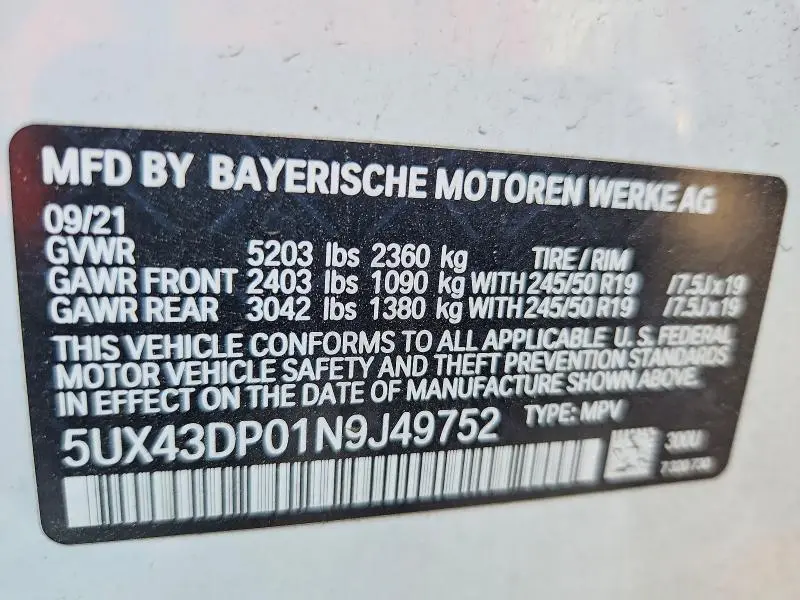 MFD BY BAYERISCHE MOTOREN WERKE AG
09/21
GVWR 5203 lbs 2360 kg TIRE / RIM
GAWR FRONT 2403 lbs 1090 kg WITH 245/50 R19 /7.5Jx19
GAWR REAR 3042 lbs 1380 kg WITH 245/50 R19 /7.5Jx19
THIS VEHICLE CONFORMS TO ALL APPLICABLE U. S. FEDERAL
MOTOR VEHICLE SAFETY AND THEFT PREVENTION STANDARDS
IN EFFECT ON THE DATE OF MANUFACTURE SHOWN ABOVE.
5UX43DP01N9J49752 TYPE: MPV
300U